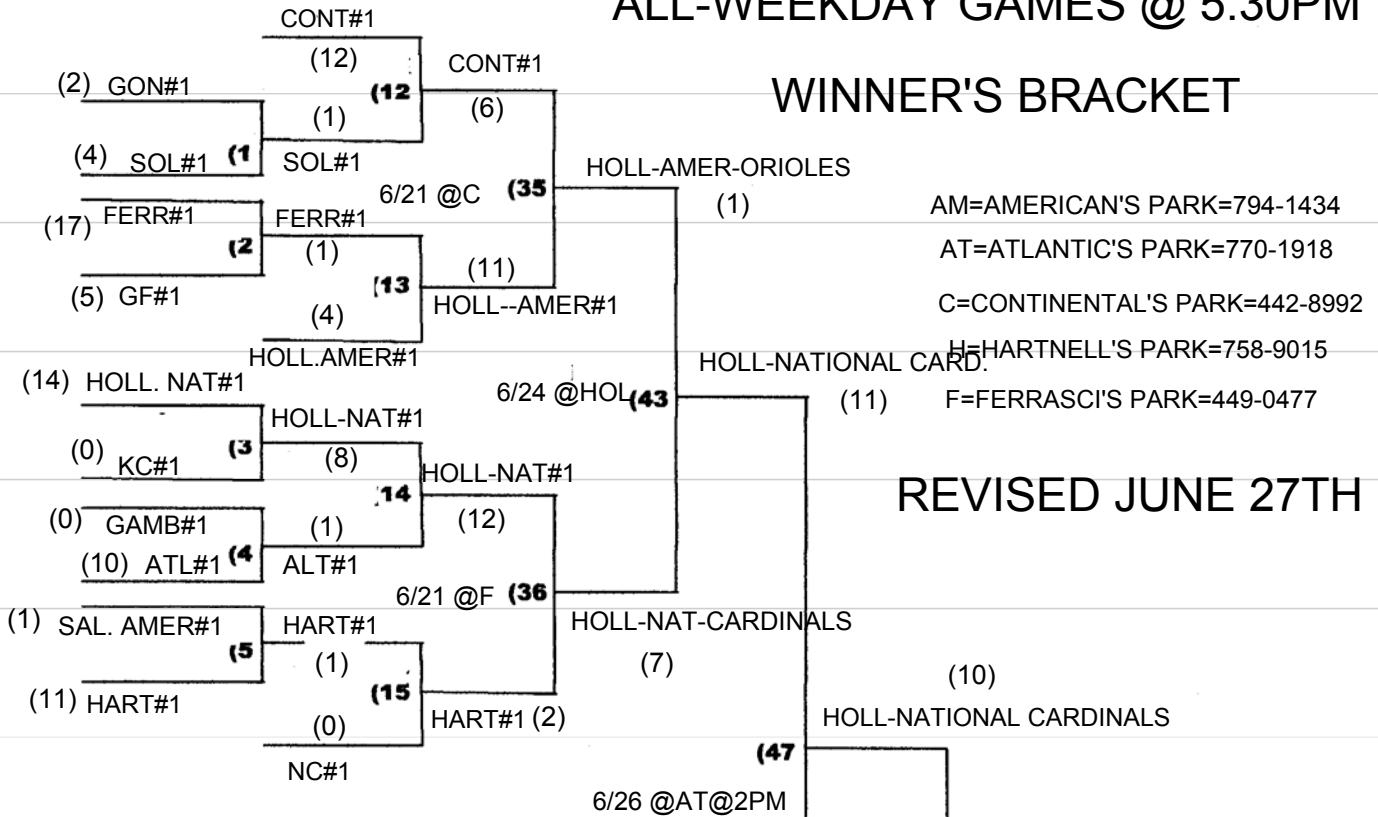 ALL-WEEKDAY GAMES @ 5:30PM
WINNER'S BRACKET
CONT#1
(12)
(12
CONT#1
(6)
(2) GON#1
(1)
(4) SOL#1 (1
SOL#1
6/21 @C (35
HOLL-AMER-ORIOLES
(1)
(17) FERR#1
FERR#1
(2
(1)
(5) GF#1
(13
(11)
HOLL--AMER#1
(4)
HOLL.AMER#1
AM=AMERICAN'S PARK=794-1434
AT=ATLANTIC'S PARK=770-1918
C=CONTINENTAL'S PARK=442-8992
H=HARTNELL'S PARK=758-9015
F=FERRASCI'S PARK=449-0477
HOLL-NATIONAL CARD.
6/24 @HOL (43
(11)
(14) HOLL. NAT#1
HOLL-NAT#1
(0) KC#1
(3
(8)
14
HOLL-NAT#1
(12)
(0) GAMB#1
(10) ATL#1 (4
(1)
ALT#1
REVISED JUNE 27TH
6/21 @F (36
HOLL-NAT-CARDINALS
(7)
(1) SAL. AMER#1
HART#1
(5
(1)
(11) HART#1
(15
HART#1 (2)
(0)
NC#1
(10)
HOLL-NATIONAL CARDINALS
(47
6/26 @AT@2PM